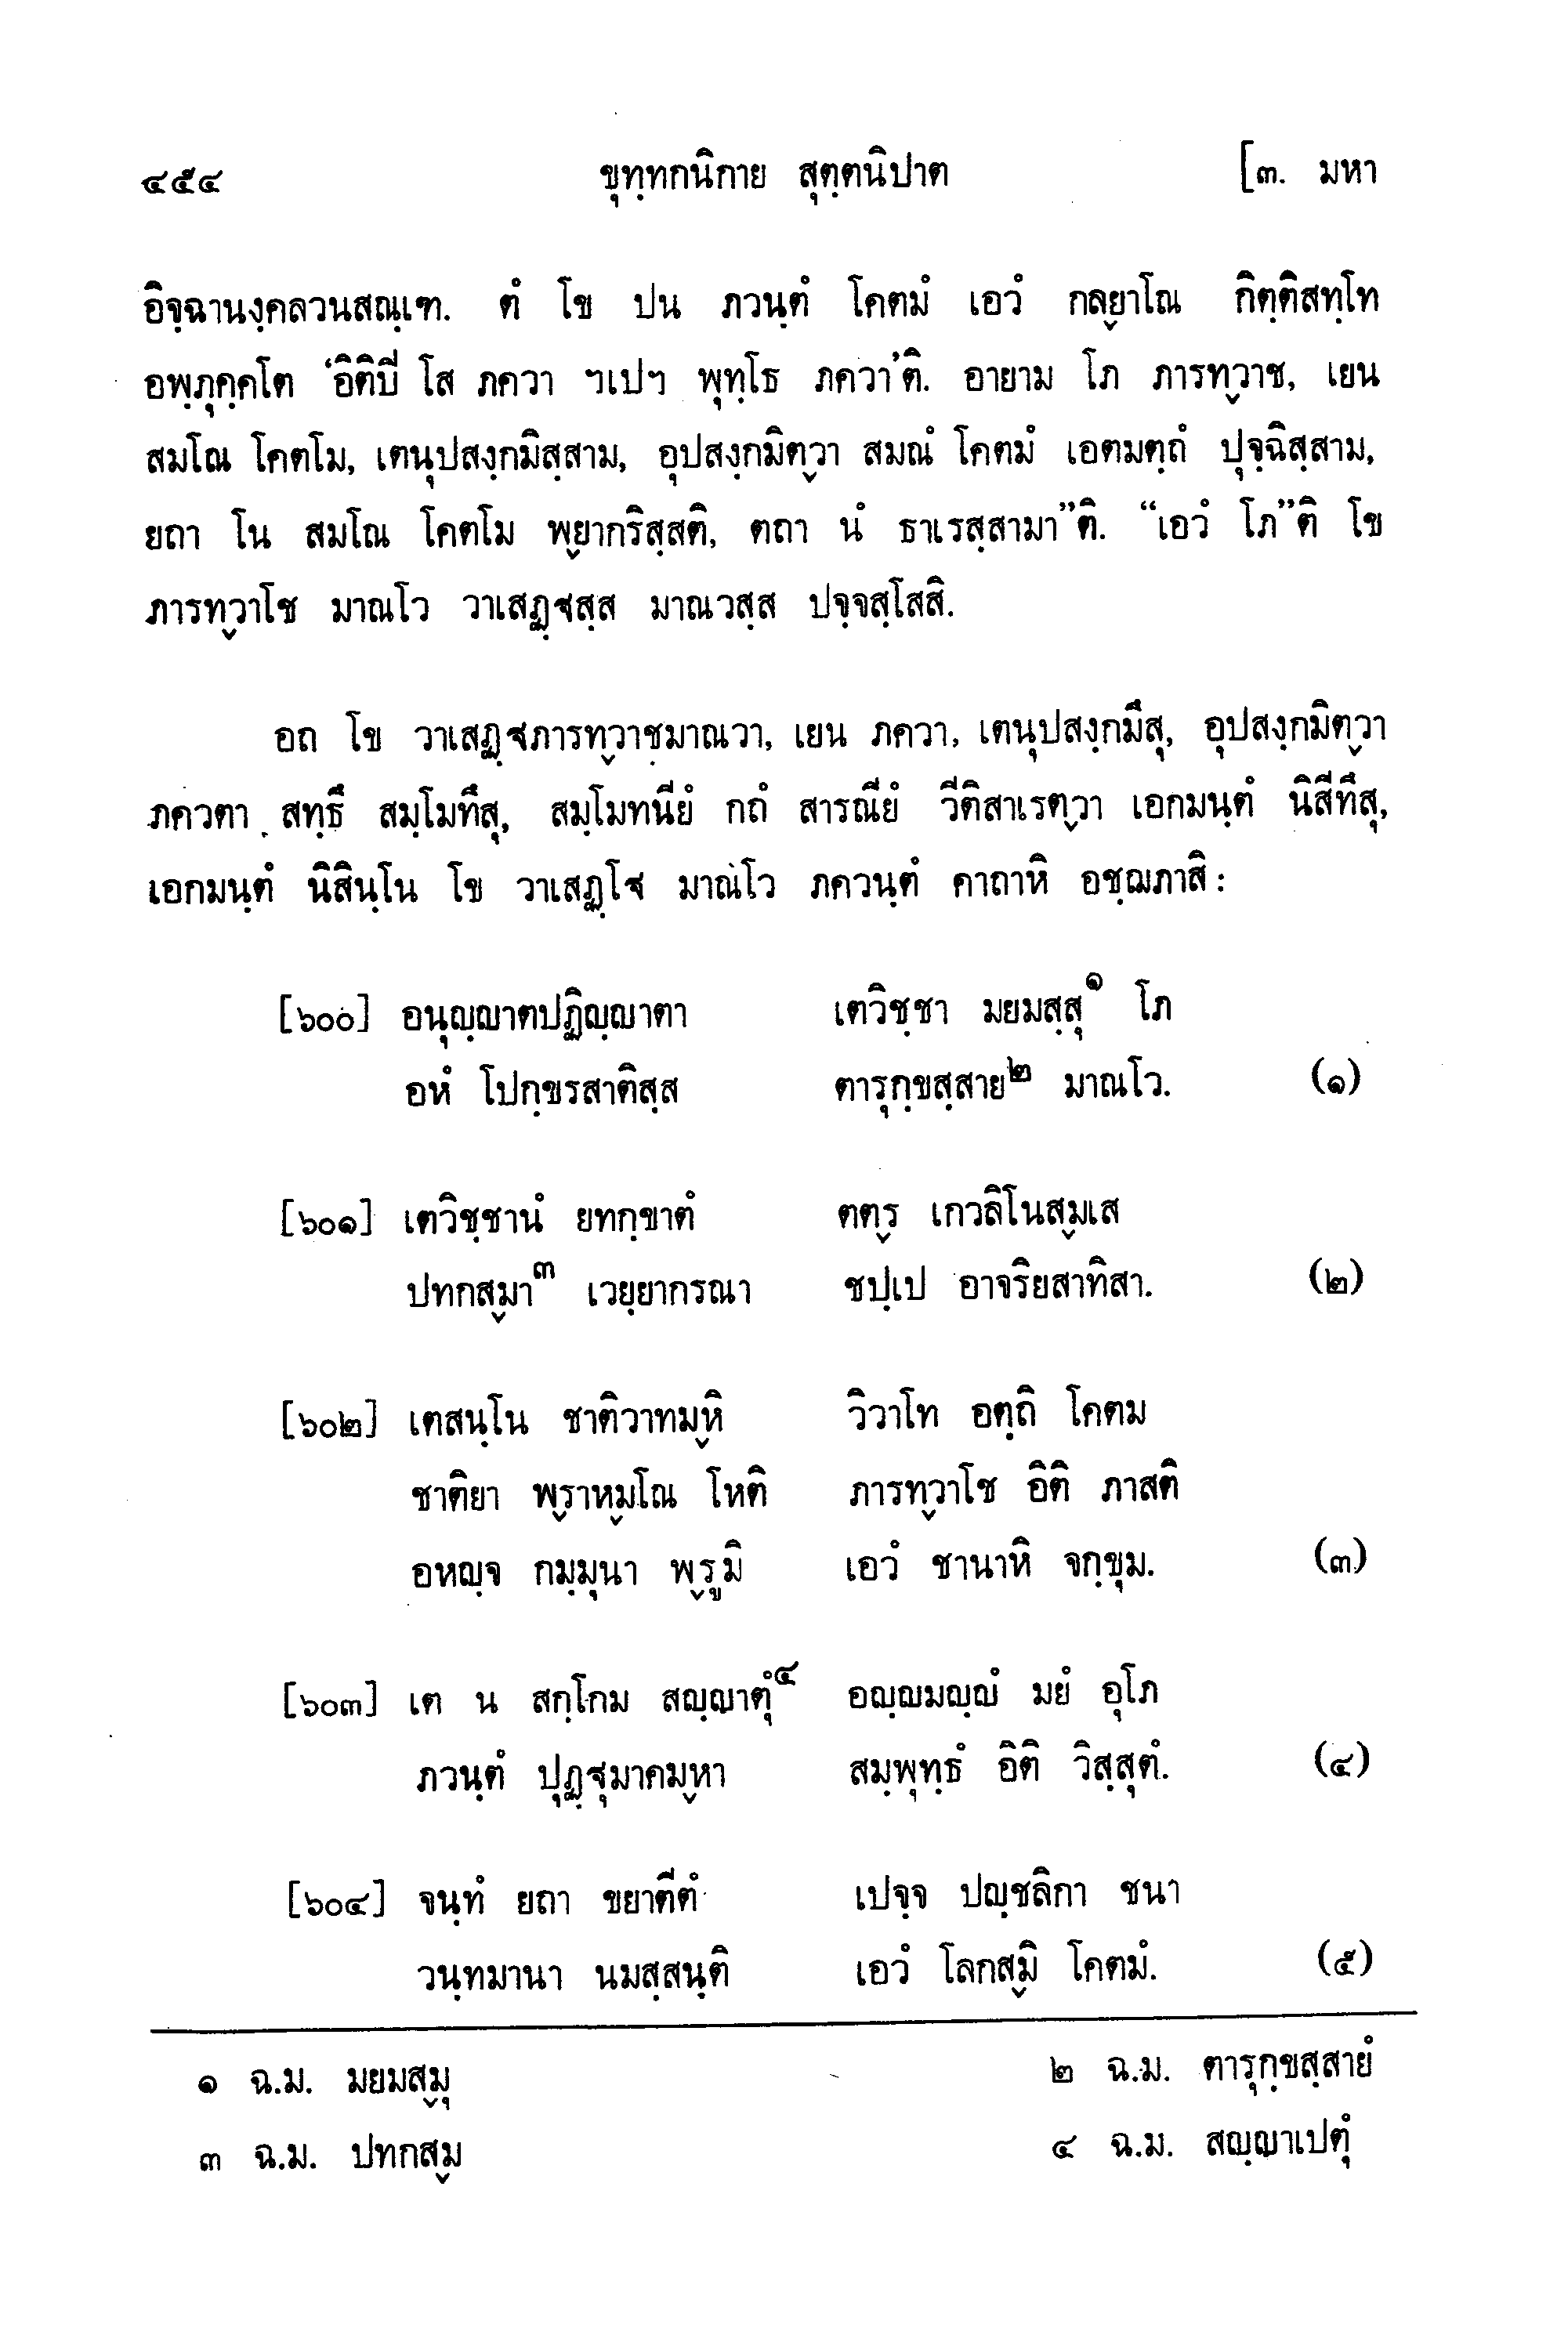 ๔๕๔ ขุทฺทกนิกาย สุตฺตนิปาต [๓. มหา
อิจฺฉานงฺคลวนสณฺเฑ. ตํ โข ปน ภวนฺตํ โคตมํ เอวํ กลฺยาโณ กิตฺติสทฺโท
อพฺภุคฺคโต ‘อิติปี โส ภควา ฯเปฯ พุทฺโธ ภควา’ติ. อายาม โภ ภารทฺวาช, เยน
สมโณ โคตโม, เตนุปสงฺกมิสฺสาม, อุปสงฺกมิตฺวา สมณํ โคตมํ เอตมตฺถํ ปุจฺฉิสฺสาม,
ยถา โน สมโณ โคตโม พฺยากริสฺสติ, ตถา นํ ธาเรสฺสามา”ติ. “เอวํ โภ”ติ โข
ภารทฺวาโช มาณโว วาเสฏฺฐสฺส มาณวสฺส ปจฺจสฺโสสิ.
อถ โข วาเสฏฺฐภารทฺวาชมาณวา, เยน ภควา, เตนุปสงฺกมึสุ, อุปสงฺกมิตฺวา
ภควตา สทฺธึ สมฺโมทึสุ, สมฺโมทนียํ กถํ สารณียํ วีติสาเรตฺวา เอกมนฺตํ นิสีทึสุ,
เอกมนฺตํ นิสินฺโน โข วาเสฏฺโฐ มาณโว ภควนฺตํ คาถาหิ อชฺฌภาสิ :
[๖๐๐] อนุญฺญาตปฏิญฺญาตา เตวิชฺชา มยมสฺสุ๑ โภ
อหํ โปกฺขรสาติสฺส ตารุกฺขสฺสาย๒ มาณโว. (๑)
[๖๐๑] เตวิชฺชานํ ยทกฺขาตํ ตตฺร เกวลิโนสฺมเส
ปทกสฺมา๓ เวยฺยากรณา ชปฺเป อาจริยสาทิสา. (๒)
[๖๐๒] เตสนฺโน ชาติวาทมฺหิ วิวาโท อตฺถิ โคตม
ชาติยา พฺราหฺมโณ โหติ ภารทฺวาโช อิติ ภาสติ
อหญฺจ กมฺมุนา พฺรูมิ เอวํ ชานาหิ จกฺขุม. (๓)
[๖๐๓] เต น สกฺโกม สญฺญาตุํ๔ อญฺญมญฺญํ มยํ อุโภ
ภวนฺตํ ปุฏฺฐุมาคมฺหา สมฺพุทฺธํ อิติ วิสฺสุตํ. (๔)
[๖๐๔] จนฺทํ ยถา ขยาตีตํ เปจฺจ ปญฺชลิกา ชนา
วนฺทมานา นมสฺสนฺติ เอวํ โลกสฺมิ โคตมํ. (๕)
๑ ฉ.ม. มยมสฺมุ ๒ ฉ.ม. ตารุกฺขสฺสายํ
๓ ฉ.ม. ปทกสฺม ๔ ฉ.ม. สญฺญาเปตุํ